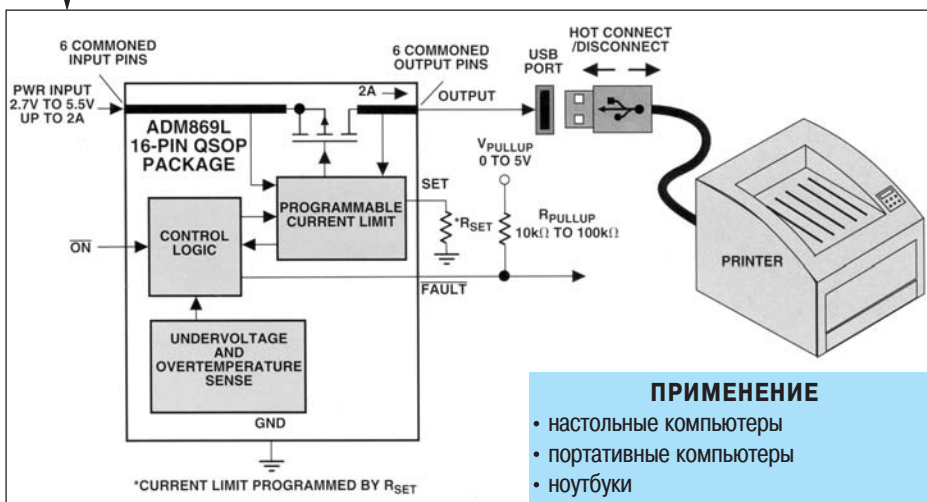 6 COMMONED
INPUT PINS
6 COMMONED
OUTPUT PINS
HOT CONNECT
/DISCONNECT
USB
PORT
PWR INPUT
2.7V TO 5.5V
UP TO 2A
2A
OUTPUT
ADM869L
16-PIN QSOP
PACKAGE
VPULLUP
0 TO 5V
SET
PROGRAMMABLE
CURRENT LIMIT
*RSET
RPULLUP
10kΩ TO 100kΩ
ON
CONTROL
LOGIC
FAULT
PRINTER
UNDERVOLTAGE
AND
OVERTEMPERATURE
SENSE
GND
*CURRENT LIMIT PROGRAMMED BY RSET
ПРИМЕНЕНИЕ
• настольные компьютеры
• портативные компьютеры
• ноутбуки